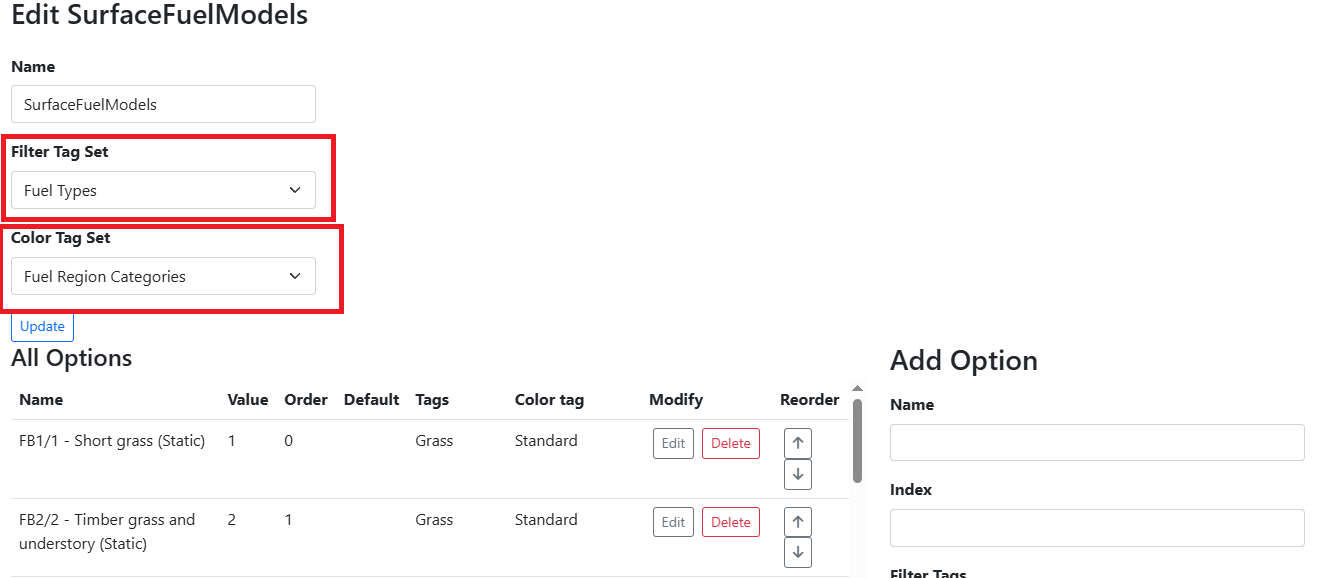 Edit SurfaceFuelModels
Name
SurfaceFuelModels
Filter Tag Set
Fuel Types
Color Tag Set
Fuel Region Categories
Update
All Options
Name Value Order Default Tags Color tag Modify Reorder
FB1/1 - Short grass (Static) 1 0 Grass Standard Edit Delete
FB2/2 - Timber grass and 2 1 Grass Standard Edit Delete
understory (Static)
Add Option
Name
Index
Filter Tags